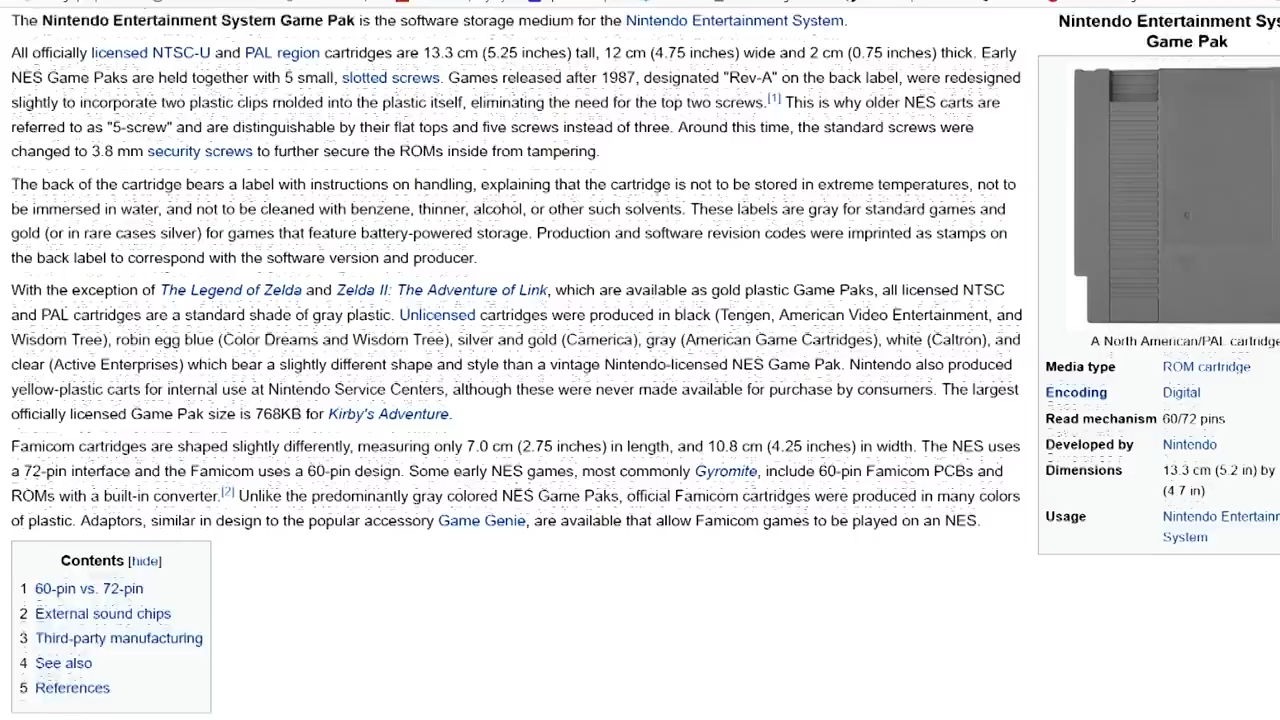 The Nintendo Entertainment System Game Pak is the software storage medium for the Nintendo Entertainment System.
All officially licensed NTSC-U and PAL region cartridges are 13.3 cm (5.25 inches) tall, 12 cm (4.75 inches) wide and 2 cm (0.75 inches) thick. Early
NES Game Paks are held together with 5 small, slotted screws. Games released after 1987, designated "Rev-A" on the back label, were redesigned
slightly to incorporate two plastic clips molded into the plastic itself, eliminating the need for the top two screws.[1] This is why older NES carts are
referred to as "5-screw" and are distinguishable by their flat tops and five screws instead of three. Around this time, the standard screws were
changed to 3.8 mm security screws to further secure the ROMs inside from tampering.
The back of the cartridge bears a label with instructions on handling, explaining that the cartridge is not to be stored in extreme temperatures, not to
be immersed in water, and not to be cleaned with benzene, thinner, alcohol, or other such solvents. These labels are gray for standard games and
gold (or in rare cases silver) for games that feature battery-powered storage. Production and software revision codes were imprinted as stamps on
the back label to correspond with the software version and producer.
With the exception of The Legend of Zelda and Zelda II: The Adventure of Link, which are available as gold plastic Game Paks, all licensed NTSC
and PAL cartridges are a standard shade of gray plastic. Unlicensed cartridges were produced in black (Tengen, American Video Entertainment, and
Wisdom Tree), robin egg blue (Color Dreams and Wisdom Tree), silver and gold (Camerica), gray (American Game Cartridges), white (Caltron), and
clear (Active Enterprises) which bear a slightly different shape and style than a vintage Nintendo-licensed NES Game Pak. Nintendo also produced
yellow-plastic carts for internal use at Nintendo Service Centers, although these were never made available for purchase by consumers. The largest
officially licensed Game Pak size is 768KB for Kirby's Adventure.
Famicom cartridges are shaped slightly differently, measuring only 7.0 cm (2.75 inches) in length, and 10.8 cm (4.25 inches) in width. The NES uses
a 72-pin interface and the Famicom uses a 60-pin design. Some early NES games, most commonly Gyromite, include 60-pin Famicom PCBs and
ROMs with a built-in converter.[2] Unlike the predominantly gray colored NES Game Paks, official Famicom cartridges were produced in many colors
of plastic. Adaptors, similar in design to the popular accessory Game Genie, are available that allow Famicom games to be played on an NES.
Contents [hide]
1 60-pin vs. 72-pin
2 External sound chips
3 Third-party manufacturing
4 See also
5 References
Nintendo Entertainment Sys
Game Pak
A North American/PAL cartridge
Media type ROM cartridge
Encoding Digital
Read mechanism 60/72 pins
Developed by Nintendo
Dimensions 13.3 cm (5.2 in) by
(4.7 in)
Usage Nintendo Entertainm
System